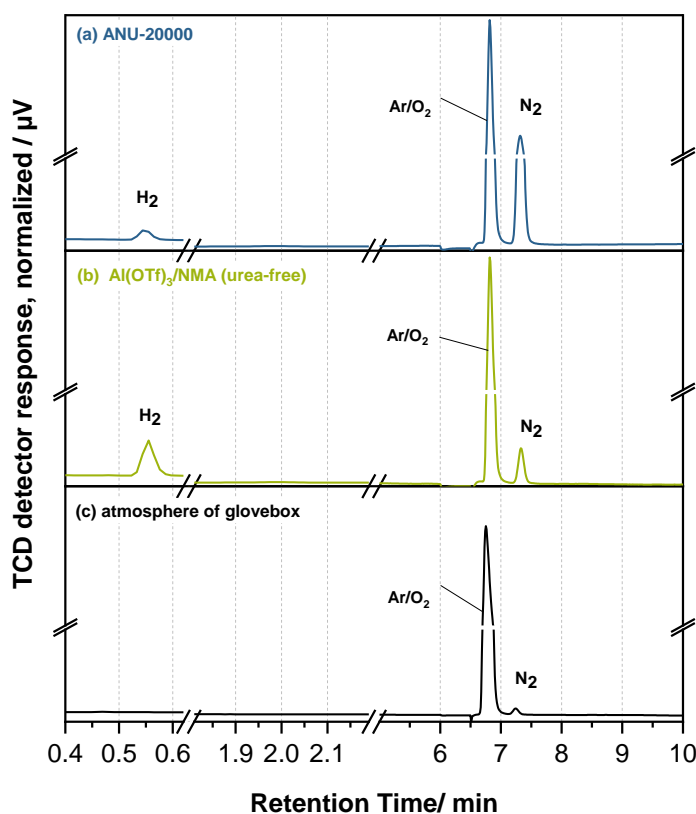 (a) ANU-20000
Ar/O₂
N₂
H₂
(b) Al(OTf)₃/NMA (urea-free)
Ar/O₂
H₂
N₂
(c) atmosphere of glovebox
Ar/O₂
N₂
0.4 0.5 0.6 1.9 2.0 2.1 6 7 8 9 10
Retention Time/ min
TCD detector response, normalized / µV